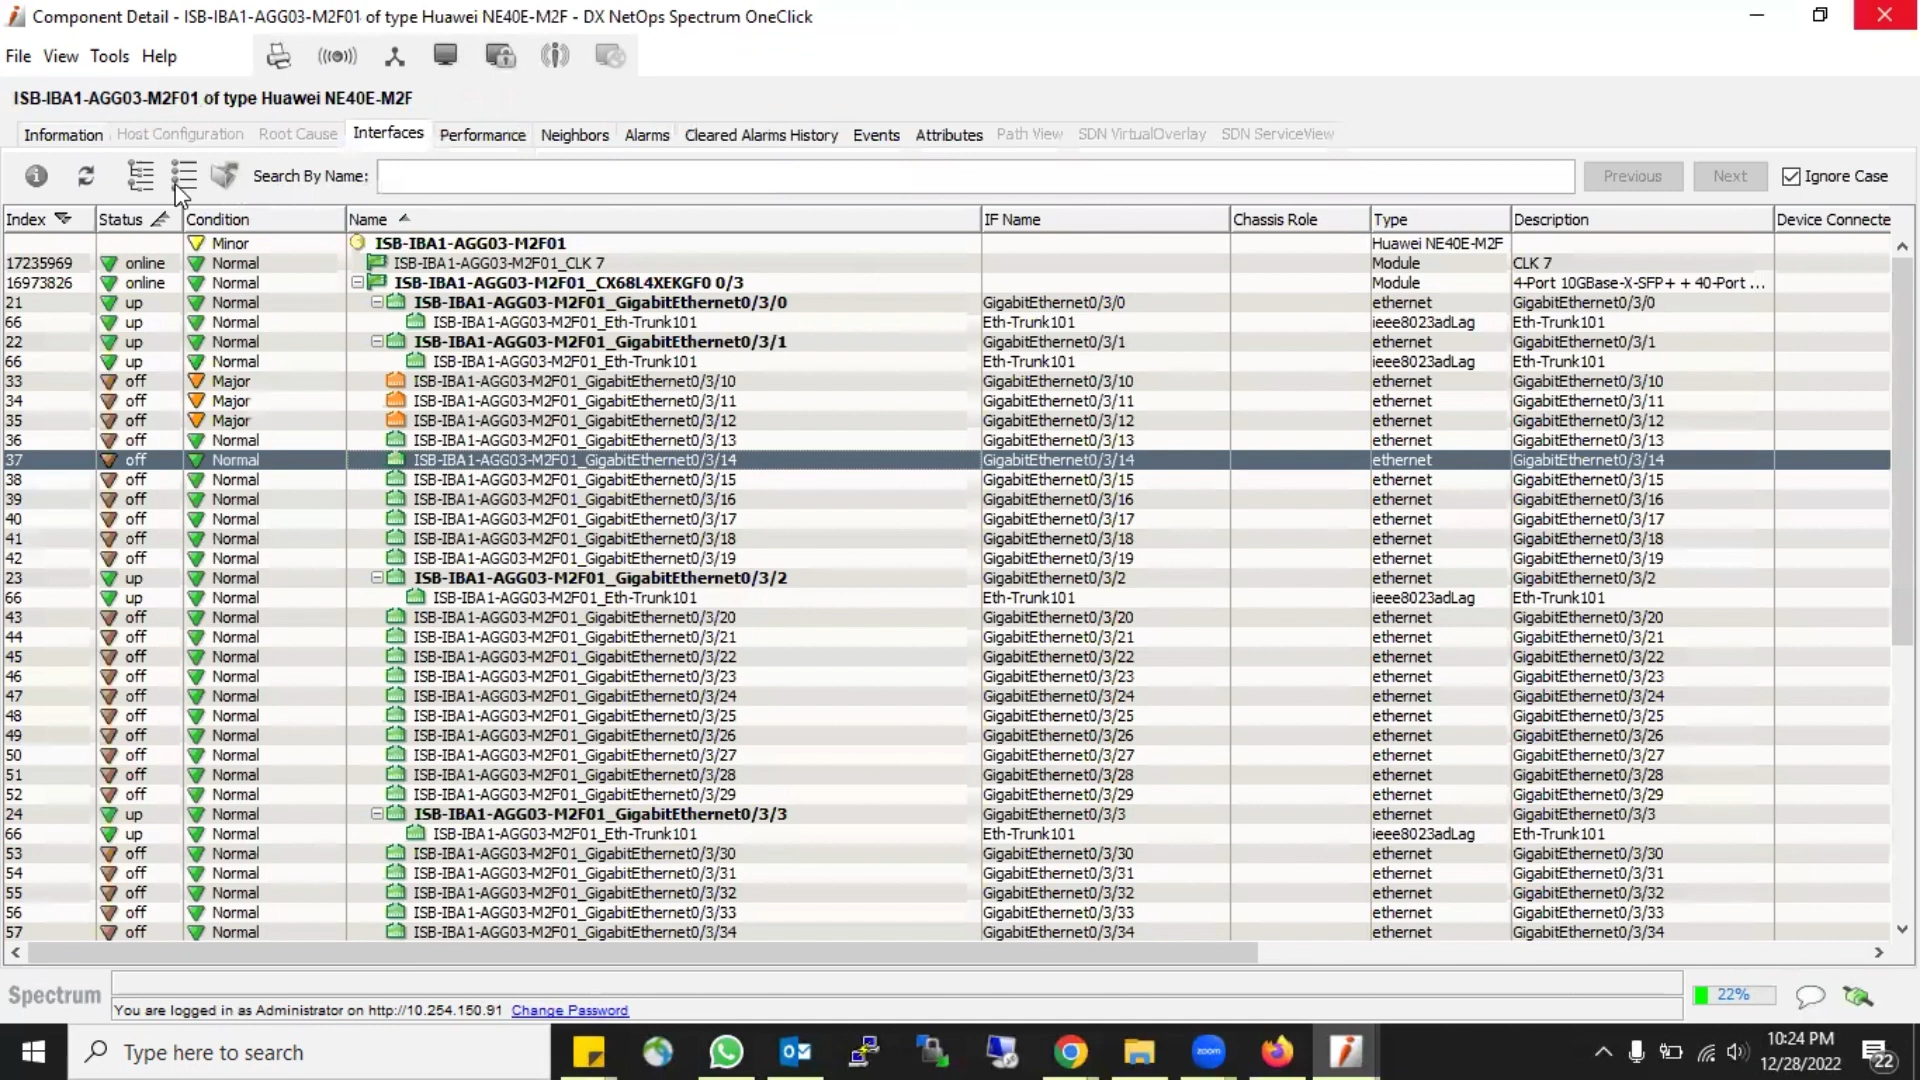 Component Detail - ISB-IBA1-AGG03-M2F01 of type Huawei NE40E-M2F - DX NetOps Spectrum OneClick
File View Tools Help
ISB-IBA1-AGG03-M2F01 of type Huawei NE40E-M2F
Information Host Configuration Root Cause Interfaces Performance Neighbors Alarms Cleared Alarms History Events Attributes Path View SDN VirtualOverlay SDN ServiceView
Search By Name: Previous Next Ignore Case
Index Status Condition Name IF Name Chassis Role Type Description Device Connecte
Minor ISB-IBA1-AGG03-M2F01 Huawei NE40E-M2F
17235969 online Normal ISB-IBA1-AGG03-M2F01_CLK 7 Module CLK 7
16973826 online Normal ISB-IBA1-AGG03-M2F01_CX68L4XEKGF0 0/3 Module 4-Port 10GBase-X-SFP+ + 40-Port ...
21 up Normal ISB-IBA1-AGG03-M2F01_GigabitEthernet0/3/0 GigabitEthernet0/3/0 ethernet GigabitEthernet0/3/0
66 up Normal ISB-IBA1-AGG03-M2F01_Eth-Trunk101 Eth-Trunk101 ieee8023adLag Eth-Trunk101
22 up Normal ISB-IBA1-AGG03-M2F01_GigabitEthernet0/3/1 GigabitEthernet0/3/1 ethernet GigabitEthernet0/3/1
66 up Normal ISB-IBA1-AGG03-M2F01_Eth-Trunk101 Eth-Trunk101 ieee8023adLag Eth-Trunk101
33 off Major ISB-IBA1-AGG03-M2F01_GigabitEthernet0/3/10 GigabitEthernet0/3/10 ethernet GigabitEthernet0/3/10
34 off Major ISB-IBA1-AGG03-M2F01_GigabitEthernet0/3/11 GigabitEthernet0/3/11 ethernet GigabitEthernet0/3/11
35 off Major ISB-IBA1-AGG03-M2F01_GigabitEthernet0/3/12 GigabitEthernet0/3/12 ethernet GigabitEthernet0/3/12
36 off Normal ISB-IBA1-AGG03-M2F01_GigabitEthernet0/3/13 GigabitEthernet0/3/13 ethernet GigabitEthernet0/3/13
37 off Normal ISB-IBA1-AGG03-M2F01_GigabitEthernet0/3/14 GigabitEthernet0/3/14 ethernet GigabitEthernet0/3/14
38 off Normal ISB-IBA1-AGG03-M2F01_GigabitEthernet0/3/15 GigabitEthernet0/3/15 ethernet GigabitEthernet0/3/15
39 off Normal ISB-IBA1-AGG03-M2F01_GigabitEthernet0/3/16 GigabitEthernet0/3/16 ethernet GigabitEthernet0/3/16
40 off Normal ISB-IBA1-AGG03-M2F01_GigabitEthernet0/3/17 GigabitEthernet0/3/17 ethernet GigabitEthernet0/3/17
41 off Normal ISB-IBA1-AGG03-M2F01_GigabitEthernet0/3/18 GigabitEthernet0/3/18 ethernet GigabitEthernet0/3/18
42 off Normal ISB-IBA1-AGG03-M2F01_GigabitEthernet0/3/19 GigabitEthernet0/3/19 ethernet GigabitEthernet0/3/19
23 up Normal ISB-IBA1-AGG03-M2F01_GigabitEthernet0/3/2 GigabitEthernet0/3/2 ethernet GigabitEthernet0/3/2
66 up Normal ISB-IBA1-AGG03-M2F01_Eth-Trunk101 Eth-Trunk101 ieee8023adLag Eth-Trunk101
43 off Normal ISB-IBA1-AGG03-M2F01_GigabitEthernet0/3/20 GigabitEthernet0/3/20 ethernet GigabitEthernet0/3/20
44 off Normal ISB-IBA1-AGG03-M2F01_GigabitEthernet0/3/21 GigabitEthernet0/3/21 ethernet GigabitEthernet0/3/21
45 off Normal ISB-IBA1-AGG03-M2F01_GigabitEthernet0/3/22 GigabitEthernet0/3/22 ethernet GigabitEthernet0/3/22
46 off Normal ISB-IBA1-AGG03-M2F01_GigabitEthernet0/3/23 GigabitEthernet0/3/23 ethernet GigabitEthernet0/3/23
47 off Normal ISB-IBA1-AGG03-M2F01_GigabitEthernet0/3/24 GigabitEthernet0/3/24 ethernet GigabitEthernet0/3/24
48 off Normal ISB-IBA1-AGG03-M2F01_GigabitEthernet0/3/25 GigabitEthernet0/3/25 ethernet GigabitEthernet0/3/25
49 off Normal ISB-IBA1-AGG03-M2F01_GigabitEthernet0/3/26 GigabitEthernet0/3/26 ethernet GigabitEthernet0/3/26
50 off Normal ISB-IBA1-AGG03-M2F01_GigabitEthernet0/3/27 GigabitEthernet0/3/27 ethernet GigabitEthernet0/3/27
51 off Normal ISB-IBA1-AGG03-M2F01_GigabitEthernet0/3/28 GigabitEthernet0/3/28 ethernet GigabitEthernet0/3/28
52 off Normal ISB-IBA1-AGG03-M2F01_GigabitEthernet0/3/29 GigabitEthernet0/3/29 ethernet GigabitEthernet0/3/29
24 up Normal ISB-IBA1-AGG03-M2F01_GigabitEthernet0/3/3 GigabitEthernet0/3/3 ethernet GigabitEthernet0/3/3
66 up Normal ISB-IBA1-AGG03-M2F01_Eth-Trunk101 Eth-Trunk101 ieee8023adLag Eth-Trunk101
53 off Normal ISB-IBA1-AGG03-M2F01_GigabitEthernet0/3/30 GigabitEthernet0/3/30 ethernet GigabitEthernet0/3/30
54 off Normal ISB-IBA1-AGG03-M2F01_GigabitEthernet0/3/31 GigabitEthernet0/3/31 ethernet GigabitEthernet0/3/31
55 off Normal ISB-IBA1-AGG03-M2F01_GigabitEthernet0/3/32 GigabitEthernet0/3/32 ethernet GigabitEthernet0/3/32
56 off Normal ISB-IBA1-AGG03-M2F01_GigabitEthernet0/3/33 GigabitEthernet0/3/33 ethernet GigabitEthernet0/3/33
57 off Normal ISB-IBA1-AGG03-M2F01_GigabitEthernet0/3/34 GigabitEthernet0/3/34 ethernet GigabitEthernet0/3/34
Spectrum 22%
You are logged in as Administrator on http://10.254.150.91 Change Password
Type here to search zoom 10:24 PM
12/28/2022 22